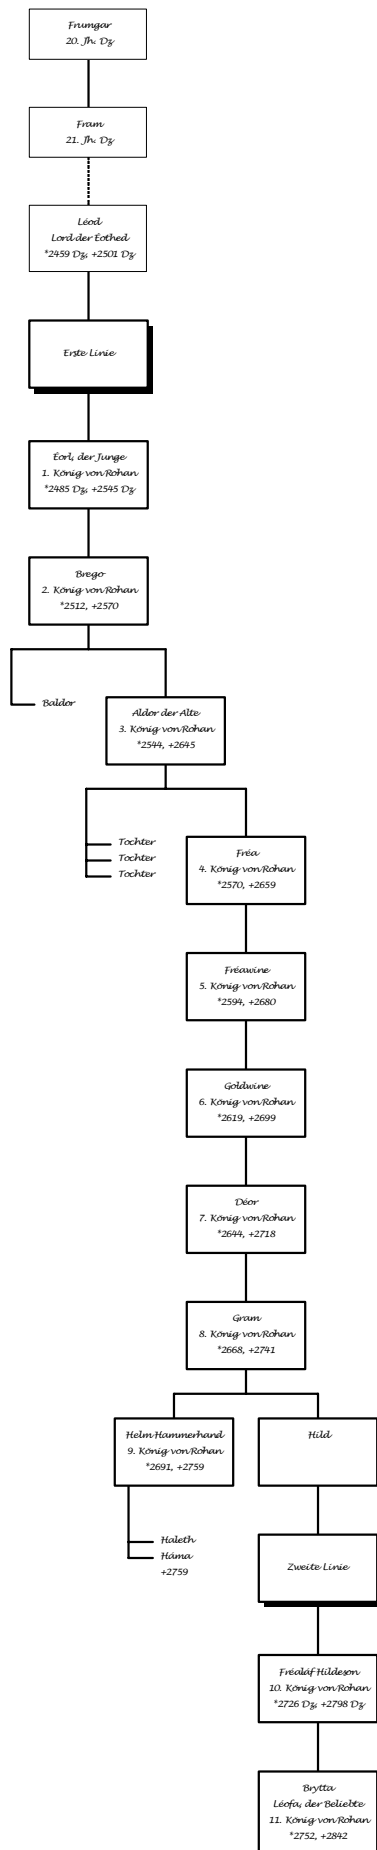 Frumgar
20. Jh. Dz
Fram
21. Jh. Dz
Léod
Lord der Éothed
*2459 Dz, +2501 Dz
Erste Linie
Éorl, der Junge
1. König von Rohan
*2485 Dz, +2545 Dz
Brego
2. König von Rohan
*2512, +2570
Baldor
Aldor der Alte
3. König von Rohan
*2544, +2645
Tochter
Tochter
Tochter
Fréa
4. König von Rohan
*2570, +2659
Fréawine
5. König von Rohan
*2594, +2680
Goldwine
6. König von Rohan
*2619, +2699
Déor
7. König von Rohan
*2644, +2718
Gram
8. König von Rohan
*2668, +2741
Helm Hammerhand
9. König von Rohan
*2691, +2759
Hild
Haleth
Háma
+2759
Zweite Linie
Fréaláf Hildeson
10. König von Rohan
*2726 Dz, +2798 Dz
Brytta
Léofa, der Beliebte
11. König von Rohan
*2752, +2842